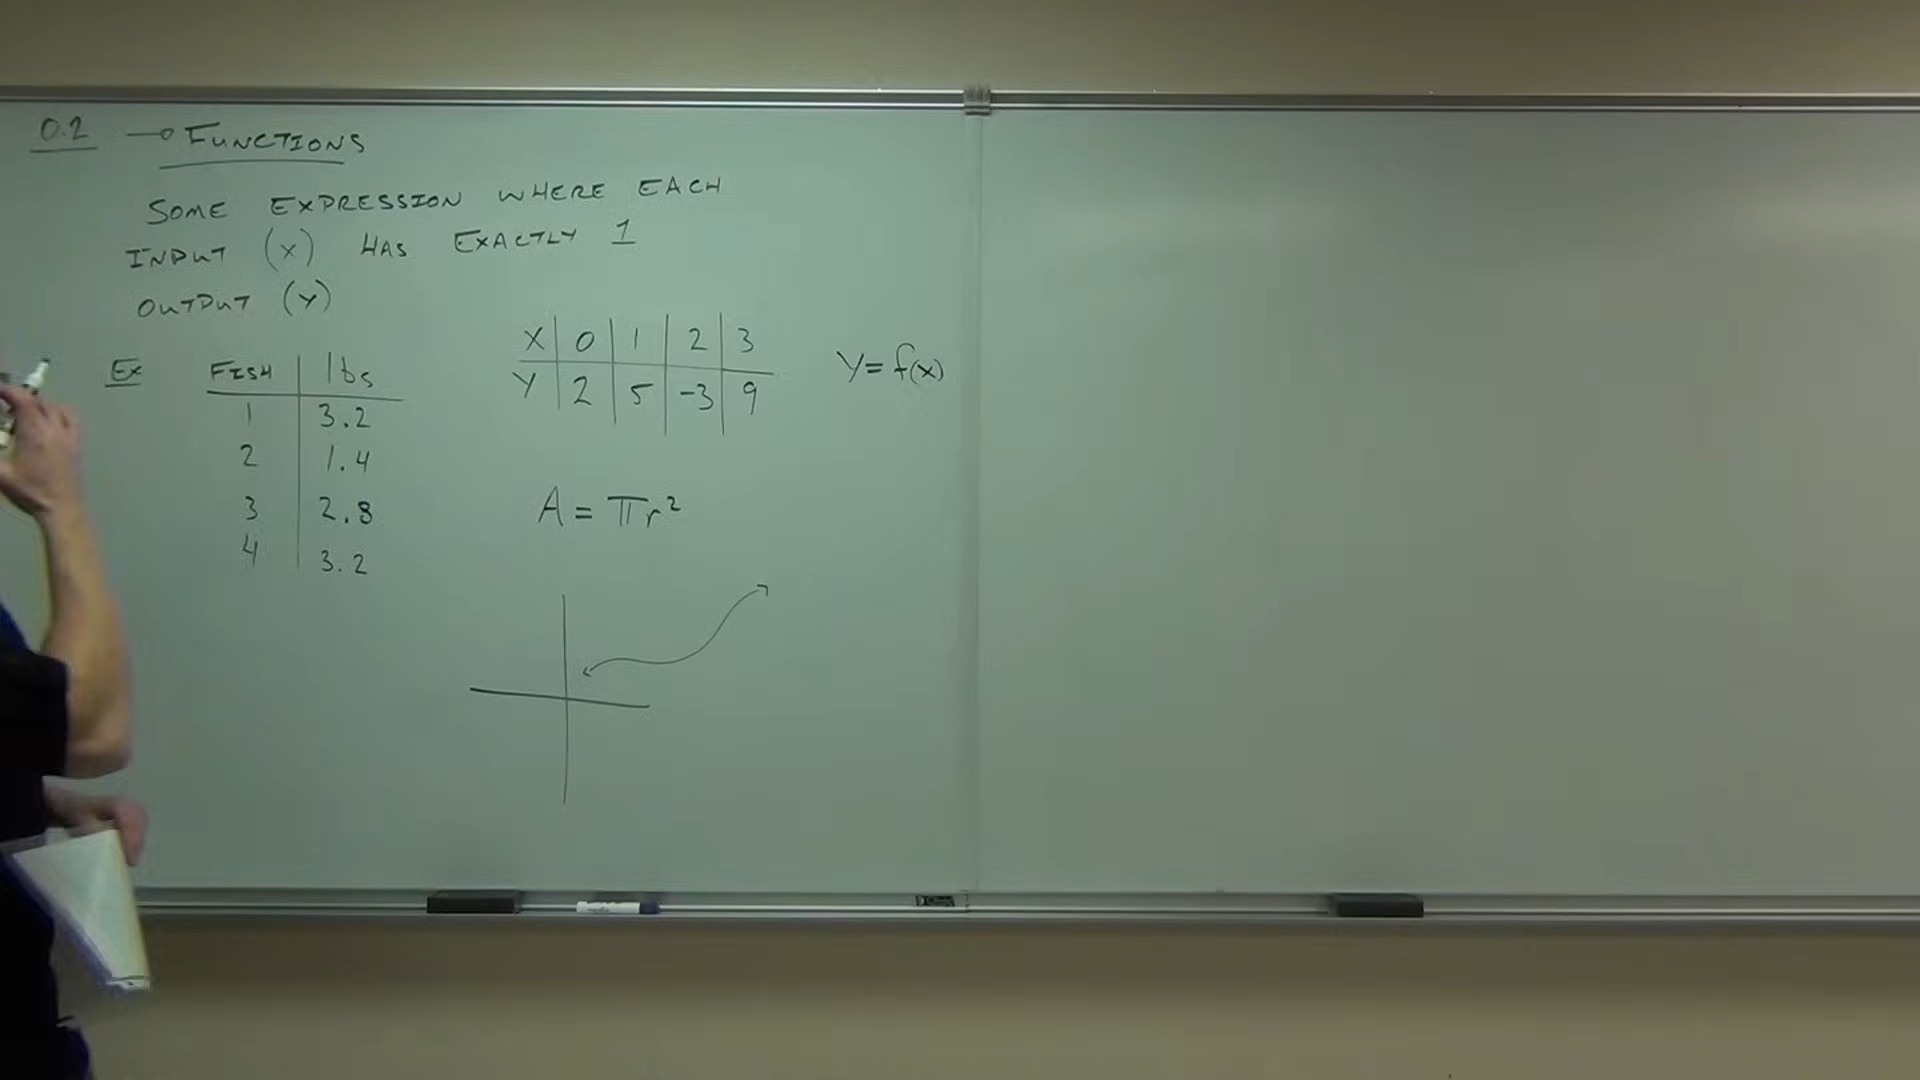 0.2 → FUNCTIONS
SOME EXPRESSION WHERE EACH
INPUT (X) HAS EXACTLY 1
OUTPUT (Y)
Ex
FISH lbs
1 3.2
2 1.4
3 2.8
4 3.2
X 0 1 2 3
Y 2 5 -3 9
Y = f(x)
A = πr²